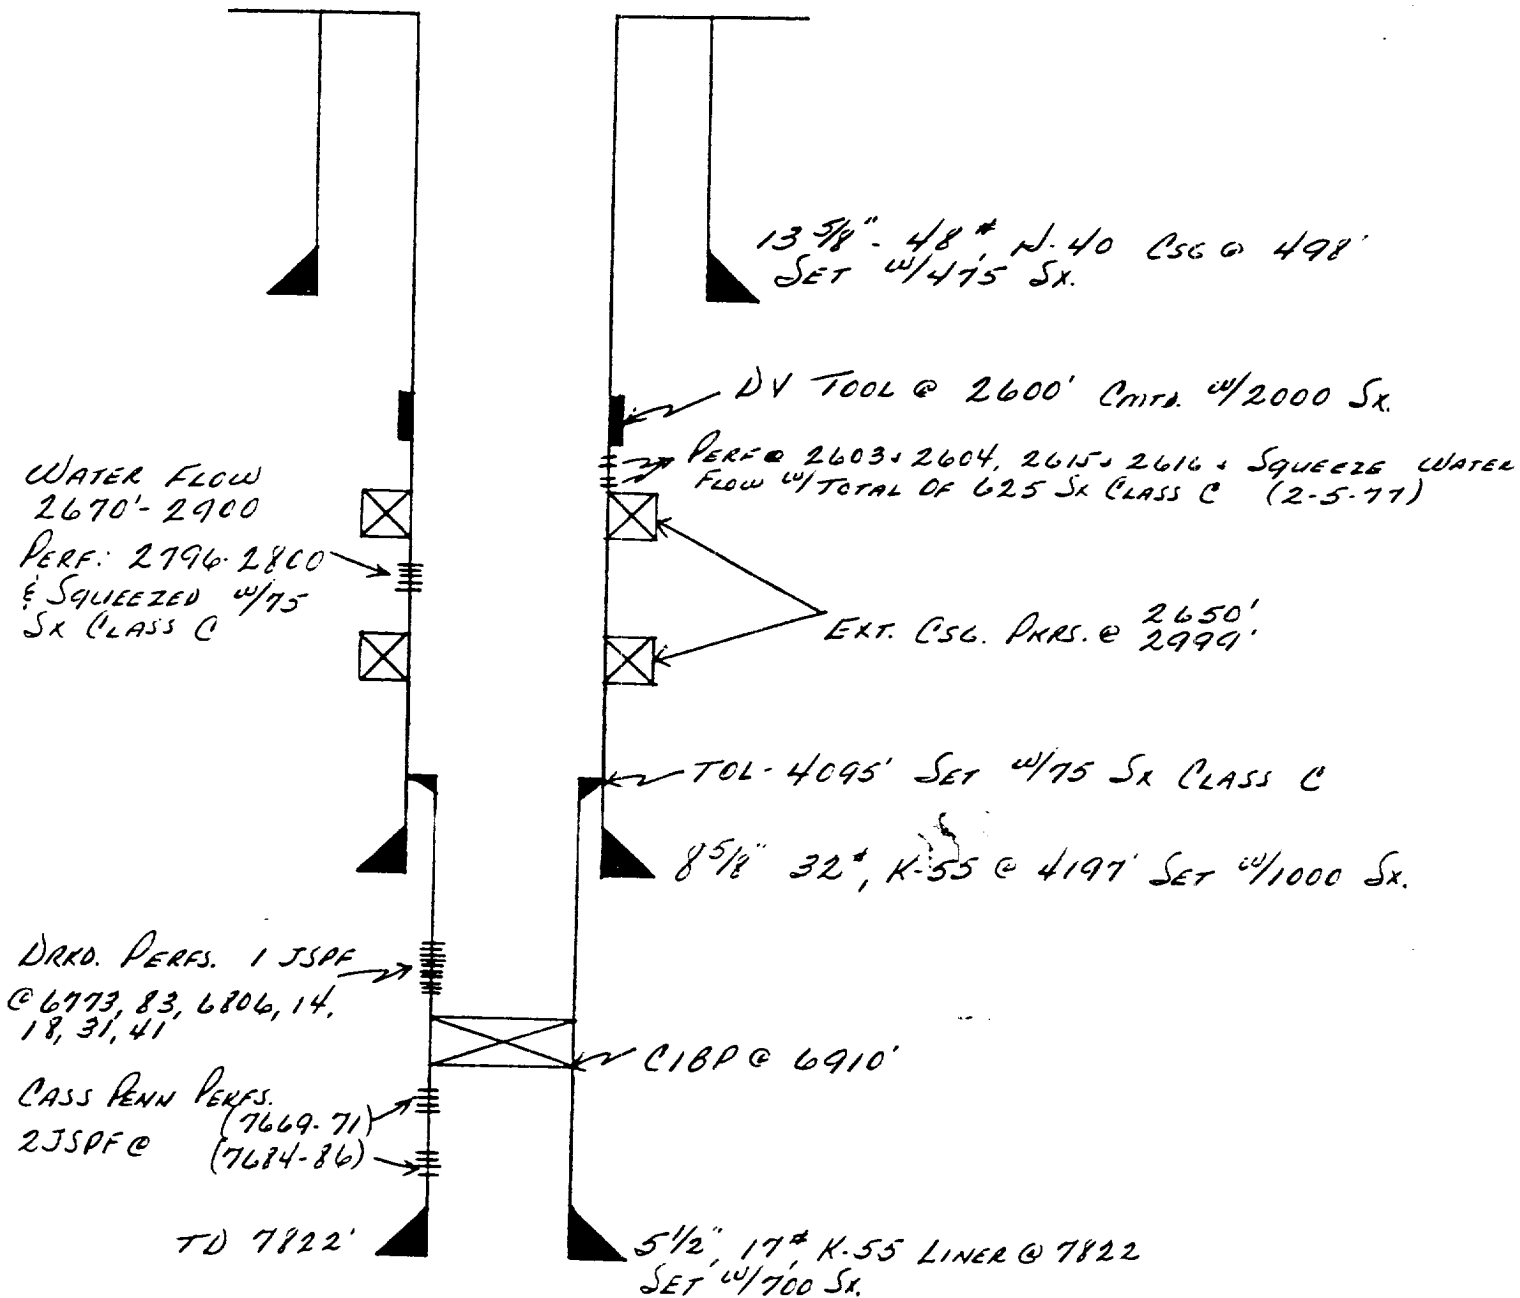 13 5/8" - 48#, H-40 CSG @ 498'
SET W/475 SX.
DV TOOL @ 2600' CMTD. W/2000 SX.
PERF @ 2603 & 2604, 2615 & 2616 & SQUEEZE WATER
FLOW W/TOTAL OF 625 SX CLASS C (2-5-77)
WATER FLOW
2670'-2900
PERF: 2796-2800
& SQUEEZED W/75
SX CLASS C
EXT. CSG. PKRS. @ 2650'
2999'
TOL - 4095' SET W/75 SX CLASS C
8 5/8" 32#, K-55 @ 4197' SET W/1000 SX.
DRKD. PERFS. 1 JSPF
@ 6773, 83, 6806, 14,
18, 31, 41
CIBP @ 6910'
CASS PENN PERFS.
(7669-71)
2JSPF @ (7684-86)
TD 7822'
5 1/2", 17#, K-55 LINER @ 7822
SET W/700 SX.